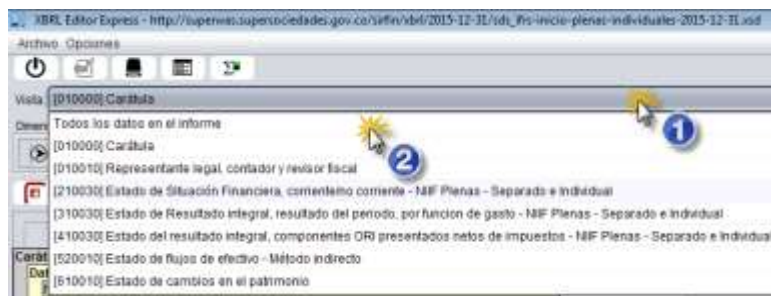 XBRL Editor Express - http://superwas.supersociedades.gov.co/sirfin/xbrl/2015-12-31/sds_ifrs-inicio-plenas-individuales-2015-12-31.xsd
Archivo Opciones
Vista [010000] Carátula
Todos los datos en el informe
[010000] Carátula
[010010] Representante legal, contador y revisor fiscal
[210030] Estado de Situación Financiera, corriente/no corriente - NIIF Plenas - Separado e Individual
[310030] Estado de Resultado integral, resultado del periodo, por funcion de gasto - NIIF Plenas - Separado e Individual
[410030] Estado del resultado integral, componentes ORI presentados netos de impuestos - NIIF Plenas - Separado e Individual
[520010] Estado de flujos de efectivo - Método indirecto
[610010] Estado de cambios en el patrimonio
1
2
Carát
Dat